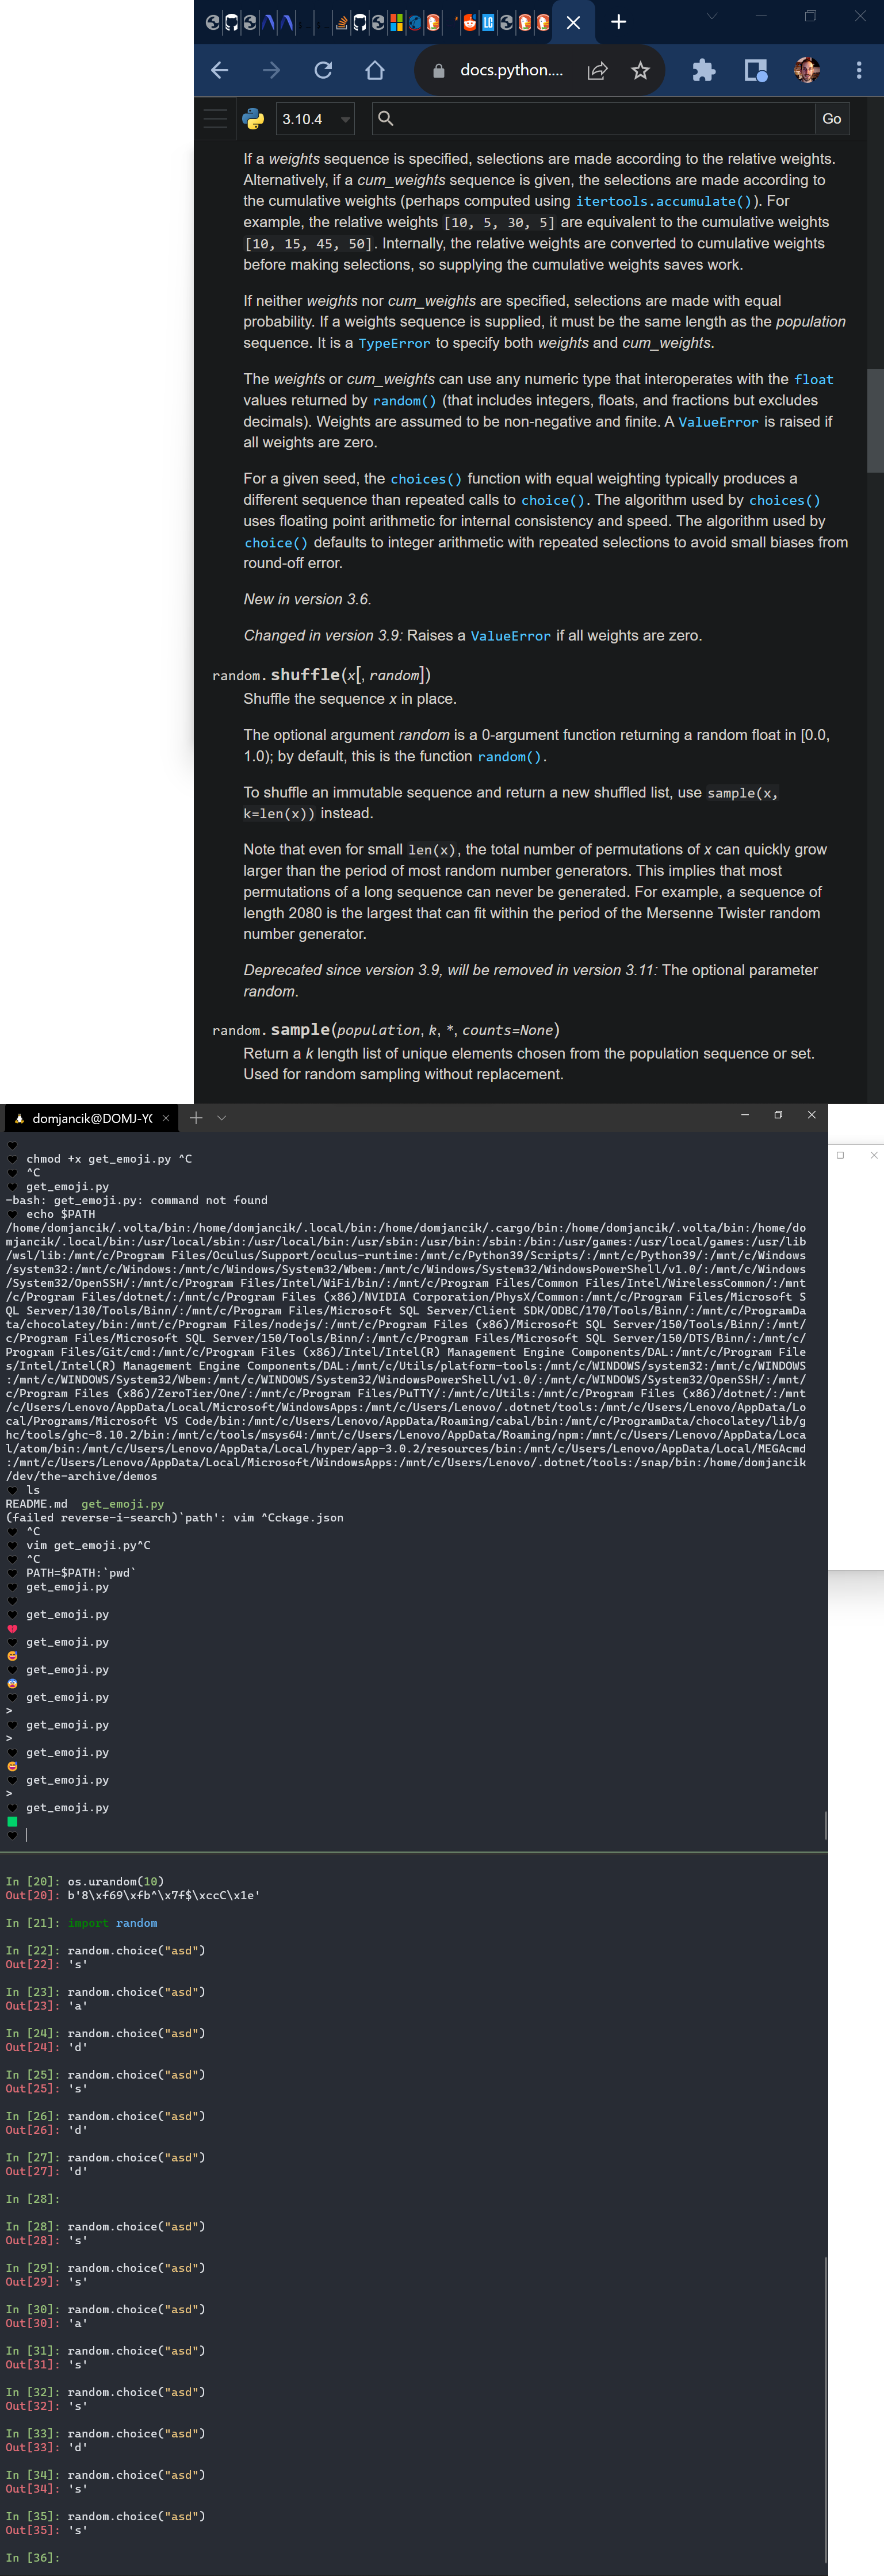 docs.python....
3.10.4
Go
If a weights sequence is specified, selections are made according to the relative weights.
Alternatively, if a cum_weights sequence is given, the selections are made according to
the cumulative weights (perhaps computed using itertools.accumulate()). For
example, the relative weights [10, 5, 30, 5] are equivalent to the cumulative weights
[10, 15, 45, 50]. Internally, the relative weights are converted to cumulative weights
before making selections, so supplying the cumulative weights saves work.
If neither weights nor cum_weights are specified, selections are made with equal
probability. If a weights sequence is supplied, it must be the same length as the population
sequence. It is a TypeError to specify both weights and cum_weights.
The weights or cum_weights can use any numeric type that interoperates with the float
values returned by random() (that includes integers, floats, and fractions but excludes
decimals). Weights are assumed to be non-negative and finite. A ValueError is raised if
all weights are zero.
For a given seed, the choices() function with equal weighting typically produces a
different sequence than repeated calls to choice(). The algorithm used by choices()
uses floating point arithmetic for internal consistency and speed. The algorithm used by
choice() defaults to integer arithmetic with repeated selections to avoid small biases from
round-off error.
New in version 3.6.
Changed in version 3.9: Raises a ValueError if all weights are zero.
random.shuffle(x[, random])
Shuffle the sequence x in place.
The optional argument random is a 0-argument function returning a random float in [0.0,
1.0); by default, this is the function random().
To shuffle an immutable sequence and return a new shuffled list, use sample(x,
k=len(x)) instead.
Note that even for small len(x), the total number of permutations of x can quickly grow
larger than the period of most random number generators. This implies that most
permutations of a long sequence can never be generated. For example, a sequence of
length 2080 is the largest that can fit within the period of the Mersenne Twister random
number generator.
Deprecated since version 3.9, will be removed in version 3.11: The optional parameter
random.
random.sample(population, k, *, counts=None)
Return a k length list of unique elements chosen from the population sequence or set.
Used for random sampling without replacement.
domjancik@DOMJ-Y
🖤
🖤 chmod +x get_emoji.py ^C
🖤 ^C
🖤 get_emoji.py
-bash: get_emoji.py: command not found
🖤 echo $PATH
/home/domjancik/.volta/bin:/home/domjancik/.local/bin:/home/domjancik/.cargo/bin:/home/domjancik/.volta/bin:/home/do
mjancik/.local/bin:/usr/local/sbin:/usr/local/bin:/usr/sbin:/usr/bin:/sbin:/bin:/usr/games:/usr/local/games:/usr/lib
/wsl/lib:/mnt/c/Program Files/Oculus/Support/oculus-runtime:/mnt/c/Python39/Scripts/:/mnt/c/Python39/:/mnt/c/Windows
/system32:/mnt/c/Windows:/mnt/c/Windows/System32/Wbem:/mnt/c/Windows/System32/WindowsPowerShell/v1.0/:/mnt/c/Windows
/System32/OpenSSH/:/mnt/c/Program Files/Intel/WiFi/bin/:/mnt/c/Program Files/Common Files/Intel/WirelessCommon/:/mnt
/c/Program Files/dotnet/:/mnt/c/Program Files (x86)/NVIDIA Corporation/PhysX/Common:/mnt/c/Program Files/Microsoft S
QL Server/130/Tools/Binn/:/mnt/c/Program Files/Microsoft SQL Server/Client SDK/ODBC/170/Tools/Binn/:/mnt/c/ProgramDa
ta/chocolatey/bin:/mnt/c/Program Files/nodejs/:/mnt/c/Program Files (x86)/Microsoft SQL Server/150/Tools/Binn/:/mnt/
c/Program Files/Microsoft SQL Server/150/Tools/Binn/:/mnt/c/Program Files/Microsoft SQL Server/150/DTS/Binn/:/mnt/c/
Program Files/Git/cmd:/mnt/c/Program Files (x86)/Intel/Intel(R) Management Engine Components/DAL:/mnt/c/Program File
s/Intel/Intel(R) Management Engine Components/DAL:/mnt/c/Utils/platform-tools:/mnt/c/WINDOWS/system32:/mnt/c/WINDOWS
:/mnt/c/WINDOWS/System32/Wbem:/mnt/c/WINDOWS/System32/WindowsPowerShell/v1.0/:/mnt/c/WINDOWS/System32/OpenSSH/:/mnt/
c/Program Files (x86)/ZeroTier/One/:/mnt/c/Program Files/PuTTY/:/mnt/c/Utils:/mnt/c/Program Files (x86)/dotnet/:/mnt
/c/Users/Lenovo/AppData/Local/Microsoft/WindowsApps:/mnt/c/Users/Lenovo/.dotnet/tools:/mnt/c/Users/Lenovo/AppData/Lo
cal/Programs/Microsoft VS Code/bin:/mnt/c/Users/Lenovo/AppData/Roaming/cabal/bin:/mnt/c/ProgramData/chocolatey/lib/g
hc/tools/ghc-8.10.2/bin:/mnt/c/tools/msys64:/mnt/c/Users/Lenovo/AppData/Roaming/npm:/mnt/c/Users/Lenovo/AppData/Loca
l/atom/bin:/mnt/c/Users/Lenovo/AppData/Local/hyper/app-3.0.2/resources/bin:/mnt/c/Users/Lenovo/AppData/Local/MEGAcmd
:/mnt/c/Users/Lenovo/AppData/Local/Microsoft/WindowsApps:/mnt/c/Users/Lenovo/.dotnet/tools:/snap/bin:/home/domjancik
/dev/the-archive/demos
🖤 ls
README.md  get_emoji.py
(failed reverse-i-search)`path': vim ^Cckage.json
🖤 ^C
🖤 vim get_emoji.py^C
🖤 ^C
🖤 PATH=$PATH:`pwd`
🖤 get_emoji.py
🖤
🖤 get_emoji.py
💔
🖤 get_emoji.py
😅
🖤 get_emoji.py
😨
🖤 get_emoji.py
>
🖤 get_emoji.py
>
🖤 get_emoji.py
😅
🖤 get_emoji.py
>
🖤 get_emoji.py
🟩
🖤
In [20]: os.urandom(10)
Out[20]: b'8\xf69\xfb^\x7f$\xccC\x1e'
In [21]: import random
In [22]: random.choice("asd")
Out[22]: 's'
In [23]: random.choice("asd")
Out[23]: 'a'
In [24]: random.choice("asd")
Out[24]: 'd'
In [25]: random.choice("asd")
Out[25]: 's'
In [26]: random.choice("asd")
Out[26]: 'd'
In [27]: random.choice("asd")
Out[27]: 'd'
In [28]:
In [28]: random.choice("asd")
Out[28]: 's'
In [29]: random.choice("asd")
Out[29]: 's'
In [30]: random.choice("asd")
Out[30]: 'a'
In [31]: random.choice("asd")
Out[31]: 's'
In [32]: random.choice("asd")
Out[32]: 's'
In [33]: random.choice("asd")
Out[33]: 'd'
In [34]: random.choice("asd")
Out[34]: 's'
In [35]: random.choice("asd")
Out[35]: 's'
In [36]: